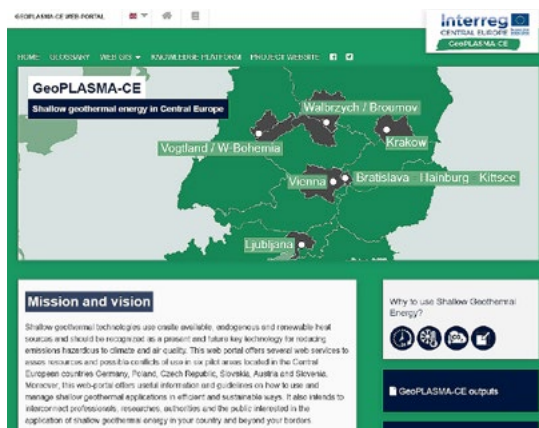 GEOPLASMA-CE WEB-PORTAL
Interreg
CENTRAL EUROPE
GeoPLASMA-CE
HOME GLOSSARY WEB GIS KNOWLEDGE PLATFORM PROJECT WEBSITE
GeoPLASMA-CE
Shallow geothermal energy in Central Europe
Walbrzych / Broumov
Vogtland / W-Bohemia
Krakow
Vienna
Bratislava - Hainburg - Kittsee
Ljubljana
Mission and vision
Shallow geothermal technologies use onsite available, endogenous and renewable heat
sources and should be recognized as a present and future key technology for reducing
emissions hazardous to climate and air quality. This web portal offers several web services to
asses resources and possible conflicts of use in six pilot areas located in the Central
European countries Germany, Poland, Czech Republic, Slovakia, Austria and Slovenia.
Moreover, this web-portal offers useful information and guidelines on how to use and
manage shallow geothermal applications in efficient and sustainable ways. It also intends to
interconnect professionals, researches, authorities and the public interested in the
application of shallow geothermal energy in your country and beyond your borders
Why to use Shallow Geothermal
Energy?
GeoPLASMA-CE outputs